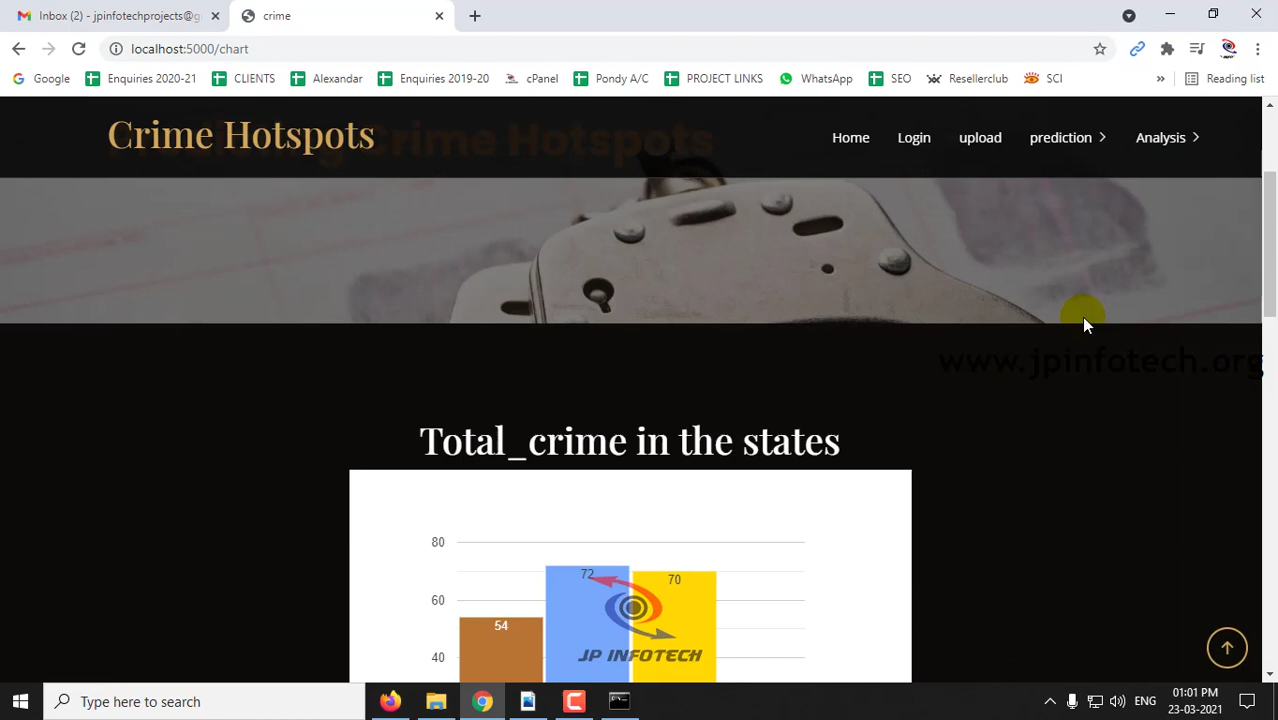 Inbox (2) - jpinfotechprojects@g
crime
localhost:5000/chart
Google
Enquiries 2020-21
CLIENTS
Alexandar
Enquiries 2019-20
cPanel
Pondy A/C
PROJECT LINKS
WhatsApp
SEO
Resellerclub
SCI
»
Reading list
Predicting Crime Hotspots
Crime Hotspots
Home
Login
upload
prediction
Analysis
www.jpinfotech.org
Total_crime in the states
80
72
70
60
54
JP INFOTECH
40
Type here to search
ENG
01:01 PM
23-03-2021